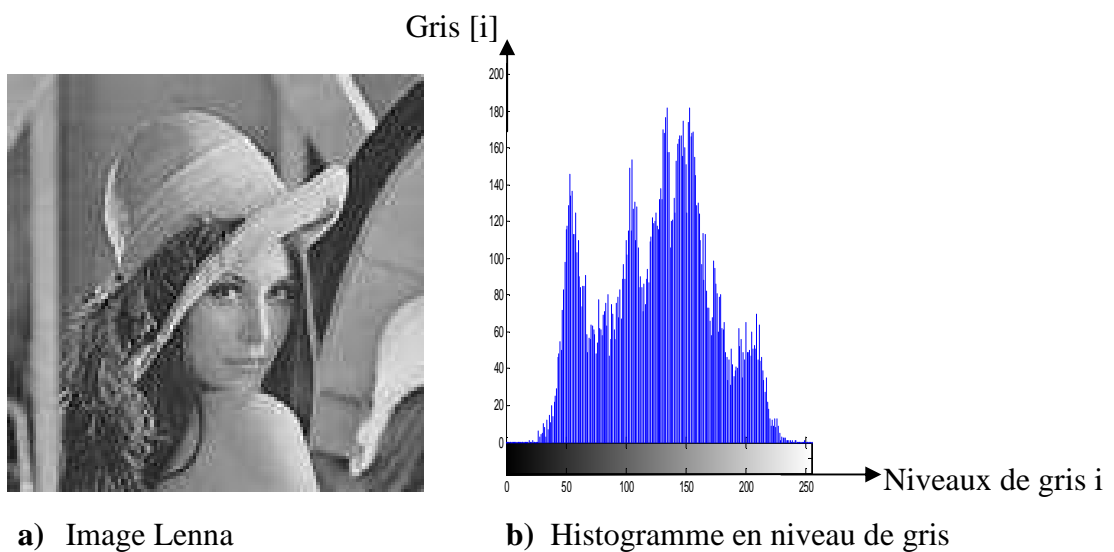 Gris [i]
200
180
160
140
120
100
80
60
40
20
0
0 50 100 150 200 250
Niveaux de gris i
a) Image Lenna
b) Histogramme en niveau de gris